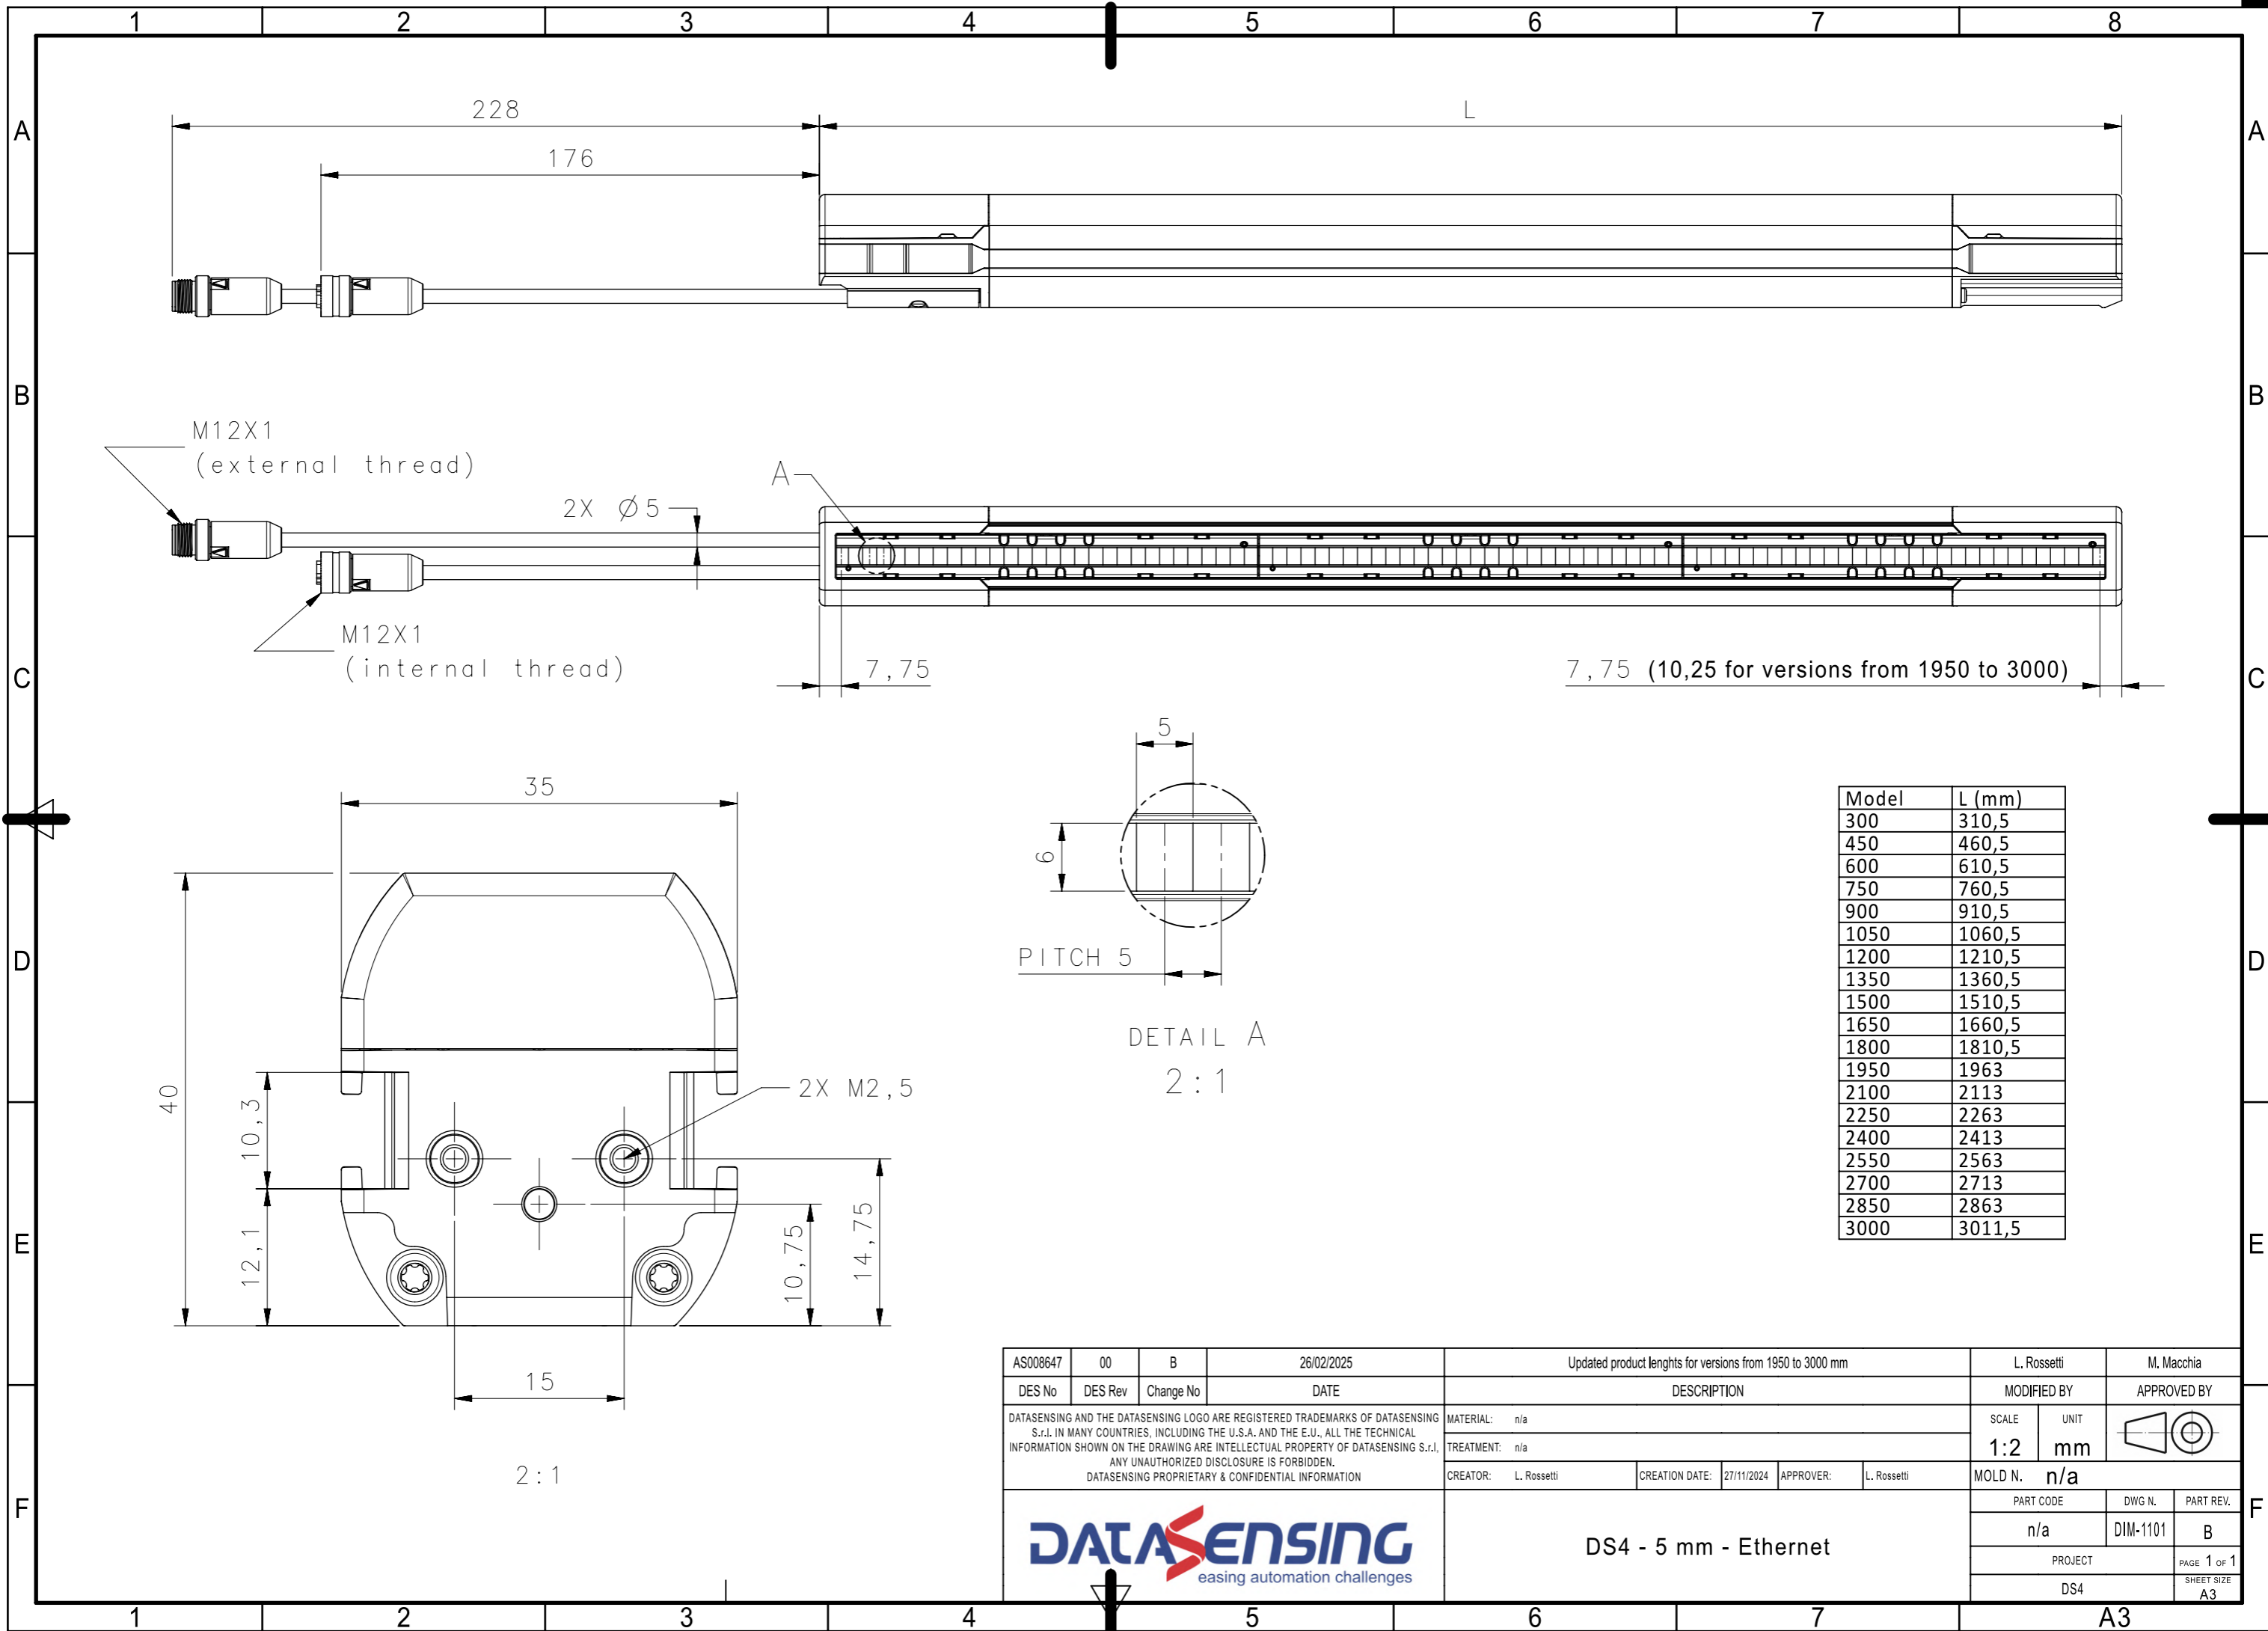 1 2 3 4 5 6 7 8
A A
B B
C C
D D
E E
F F
228
L
176
M12X1
(external thread)
2X Ø5
A
M12X1
(internal thread)
7,75
7,75 (10,25 for versions from 1950 to 3000)
35
40
10,3
12,1
2X M2,5
10,75
14,75
15
2:1
5
6
PITCH 5
DETAIL A
2:1
Model L (mm)
300 310,5
450 460,5
600 610,5
750 760,5
900 910,5
1050 1060,5
1200 1210,5
1350 1360,5
1500 1510,5
1650 1660,5
1800 1810,5
1950 1963
2100 2113
2250 2263
2400 2413
2550 2563
2700 2713
2850 2863
3000 3011,5
AS008647 00 B 26/02/2025 Updated product lenghts for versions from 1950 to 3000 mm L. Rossetti M. Macchia
DES No DES Rev Change No DATE DESCRIPTION MODIFIED BY APPROVED BY
DATASENSING AND THE DATASENSING LOGO ARE REGISTERED TRADEMARKS OF DATASENSING
S.r.l. IN MANY COUNTRIES, INCLUDING THE U.S.A. AND THE E.U., ALL THE TECHNICAL
INFORMATION SHOWN ON THE DRAWING ARE INTELLECTUAL PROPERTY OF DATASENSING S.r.l.
ANY UNAUTHORIZED DISCLOSURE IS FORBIDDEN.
DATASENSING PROPRIETARY & CONFIDENTIAL INFORMATION
MATERIAL: n/a
TREATMENT: n/a
CREATOR: L. Rossetti CREATION DATE: 27/11/2024 APPROVER: L. Rossetti
SCALE UNIT
1:2 mm
MOLD N. n/a
PART CODE DWG N. PART REV.
n/a DIM-1101 B
PROJECT PAGE 1 OF 1
DS4 SHEET SIZE
A3
DATASENSING
easing automation challenges
DS4 - 5 mm - Ethernet
1 2 3 4 5 6 7 A3